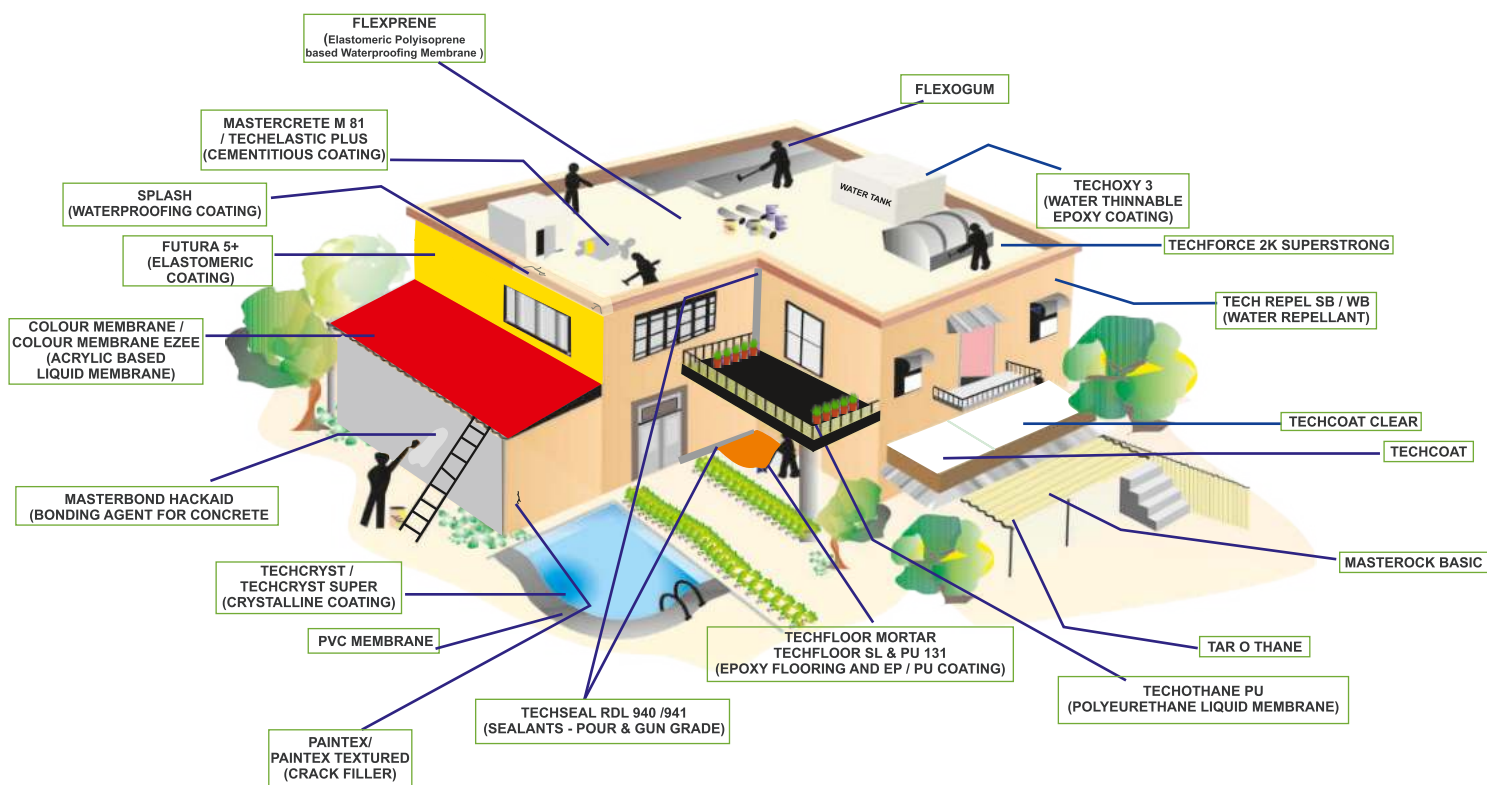 FLEXPRENE
(Elastomeric Polyisoprene
based Waterproofing Membrane )
FLEXOGUM
MASTERCRETE M 81
/ TECHELASTIC PLUS
(CEMENTITIOUS COATING)
SPLASH
(WATERPROOFING COATING)
WATER TANK
TECHOXY 3
(WATER THINNABLE
EPOXY COATING)
FUTURA 5+
(ELASTOMERIC
COATING)
TECHFORCE 2K SUPERSTRONG
TECH REPEL SB / WB
(WATER REPELLANT)
COLOUR MEMBRANE /
COLOUR MEMBRANE EZEE
(ACRYLIC BASED
LIQUID MEMBRANE)
TECHCOAT CLEAR
TECHCOAT
MASTERBOND HACKAID
(BONDING AGENT FOR CONCRETE
MASTEROCK BASIC
TECHCRYST /
TECHCRYST SUPER
(CRYSTALLINE COATING)
PVC MEMBRANE
TECHFLOOR MORTAR
TECHFLOOR SL & PU 131
(EPOXY FLOORING AND EP / PU COATING)
TAR O THANE
TECHOTHANE PU
(POLYEURETHANE LIQUID MEMBRANE)
TECHSEAL RDL 940 /941
(SEALANTS - POUR & GUN GRADE)
PAINTEX/
PAINTEX TEXTURED
(CRACK FILLER)